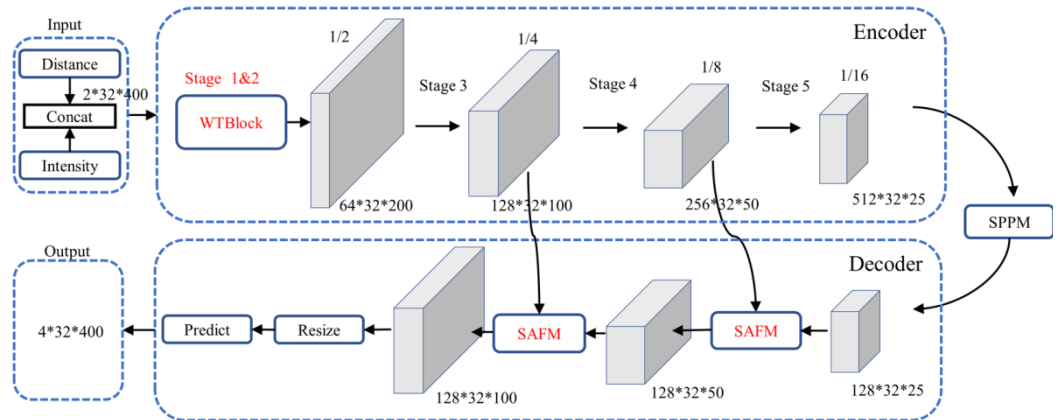 Input
Distance
2*32*400
Concat
Intensity
Encoder
Stage 1&2
WTBlock
1/2
64*32*200
Stage 3
1/4
128*32*100
Stage 4
1/8
256*32*50
Stage 5
1/16
512*32*25
SPPM
Decoder
128*32*25
SAFM
128*32*50
SAFM
128*32*100
Resize
Predict
Output
4*32*400